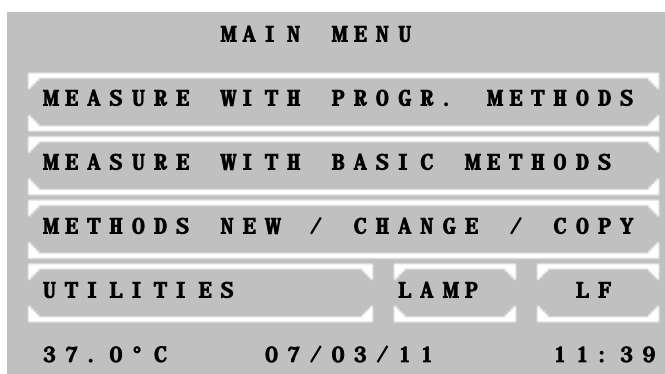 MAIN MENU
MEASURE WITH PROGR. METHODS
MEASURE WITH BASIC METHODS
METHODS NEW / CHANGE / COPY
UTILITIES LAMP LF
37.0°C 07/03/11 11:39